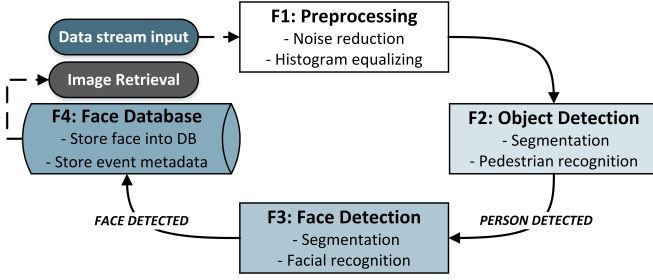 Data stream input
F1: Preprocessing
- Noise reduction
- Histogram equalizing
Image Retrieval
F4: Face Database
- Store face into DB
- Store event metadata
F2: Object Detection
- Segmentation
- Pedestrian recognition
FACE DETECTED
F3: Face Detection
- Segmentation
- Facial recognition
PERSON DETECTED